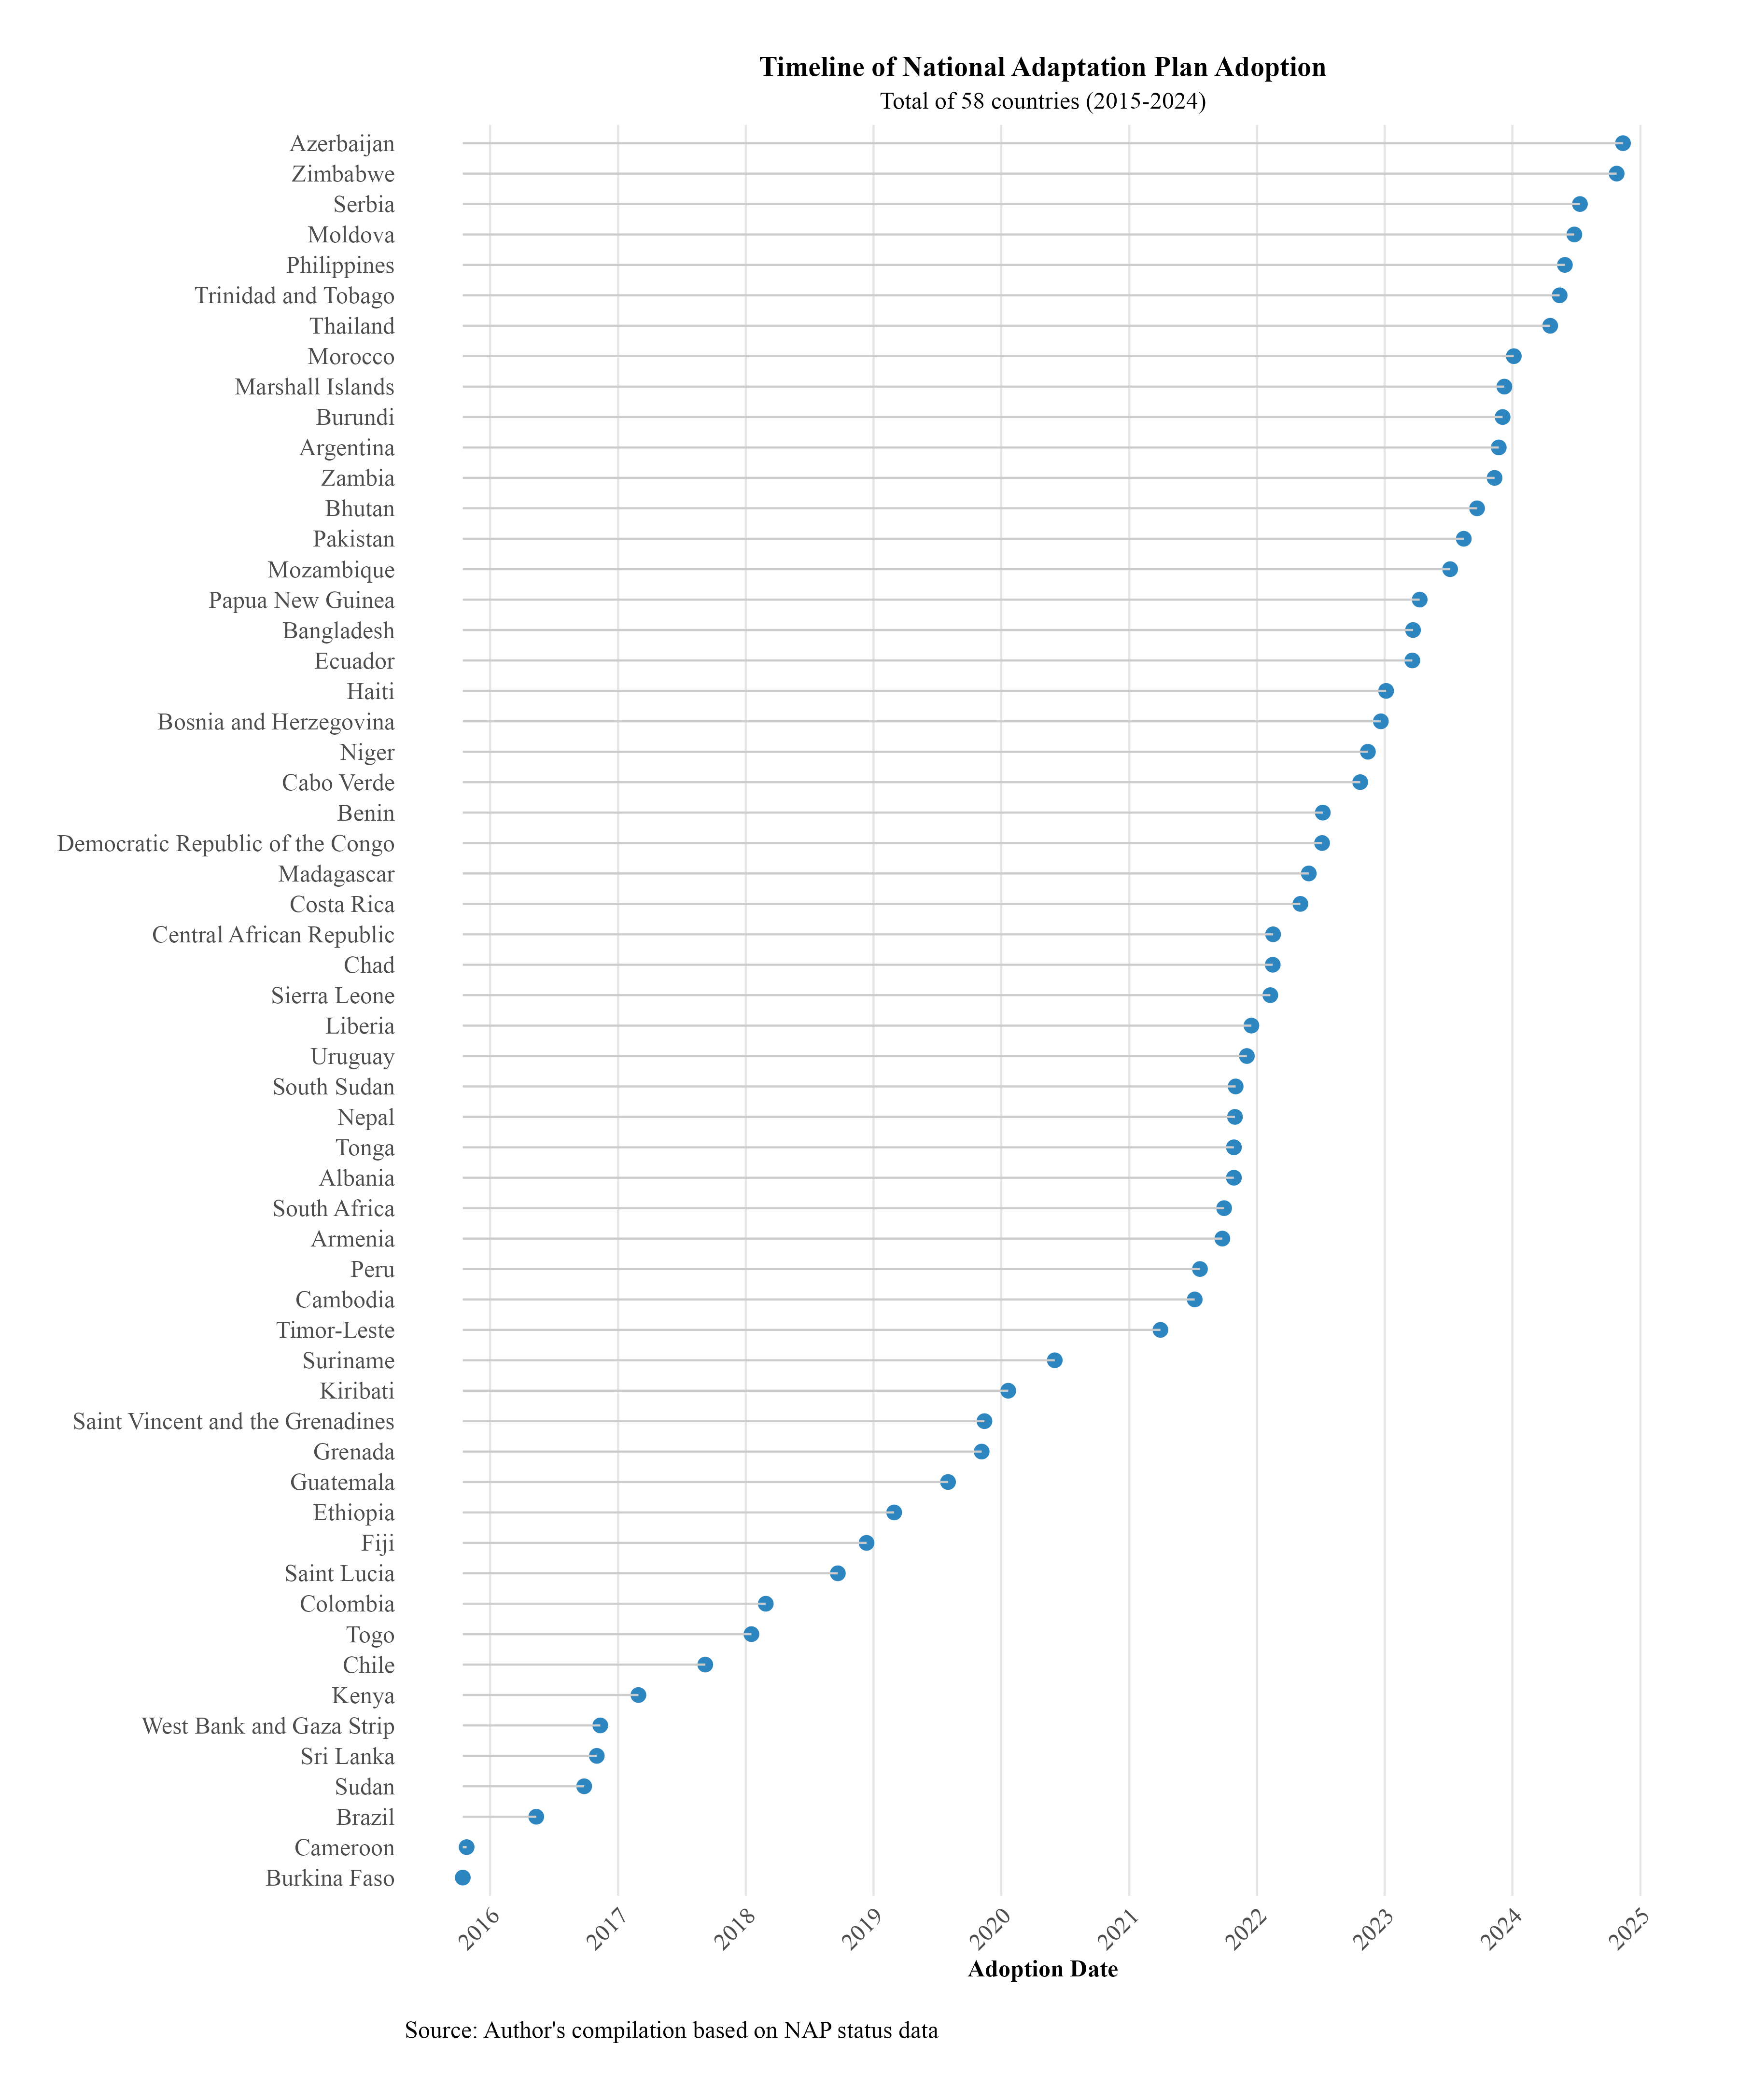 Timeline of National Adaptation Plan Adoption
Total of 58 countries (2015-2024)
Azerbaijan
Zimbabwe
Serbia
Moldova
Philippines
Trinidad and Tobago
Thailand
Morocco
Marshall Islands
Burundi
Argentina
Zambia
Bhutan
Pakistan
Mozambique
Papua New Guinea
Bangladesh
Ecuador
Haiti
Bosnia and Herzegovina
Niger
Cabo Verde
Benin
Democratic Republic of the Congo
Madagascar
Costa Rica
Central African Republic
Chad
Sierra Leone
Liberia
Uruguay
South Sudan
Nepal
Tonga
Albania
South Africa
Armenia
Peru
Cambodia
Timor-Leste
Suriname
Kiribati
Saint Vincent and the Grenadines
Grenada
Guatemala
Ethiopia
Fiji
Saint Lucia
Colombia
Togo
Chile
Kenya
West Bank and Gaza Strip
Sri Lanka
Sudan
Brazil
Cameroon
Burkina Faso
2016 2017 2018 2019 2020 2021 2022 2023 2024 2025
Adoption Date
Source: Author's compilation based on NAP status data